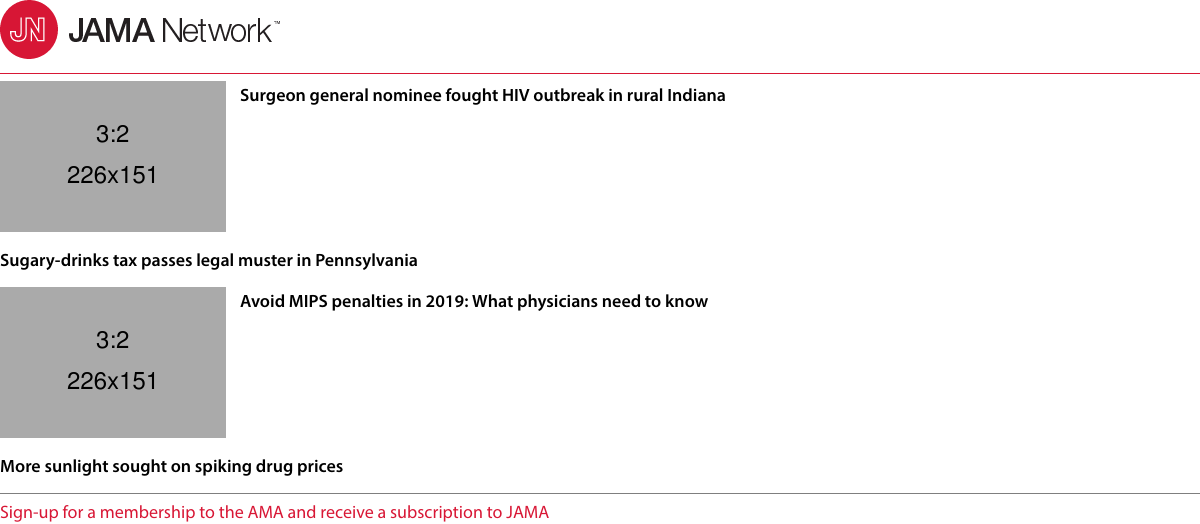 JN JAMA Network™
Surgeon general nominee fought HIV outbreak in rural Indiana
3:2
226x151
Sugary-drinks tax passes legal muster in Pennsylvania
Avoid MIPS penalties in 2019: What physicians need to know
3:2
226x151
More sunlight sought on spiking drug prices
Sign-up for a membership to the AMA and receive a subscription to JAMA